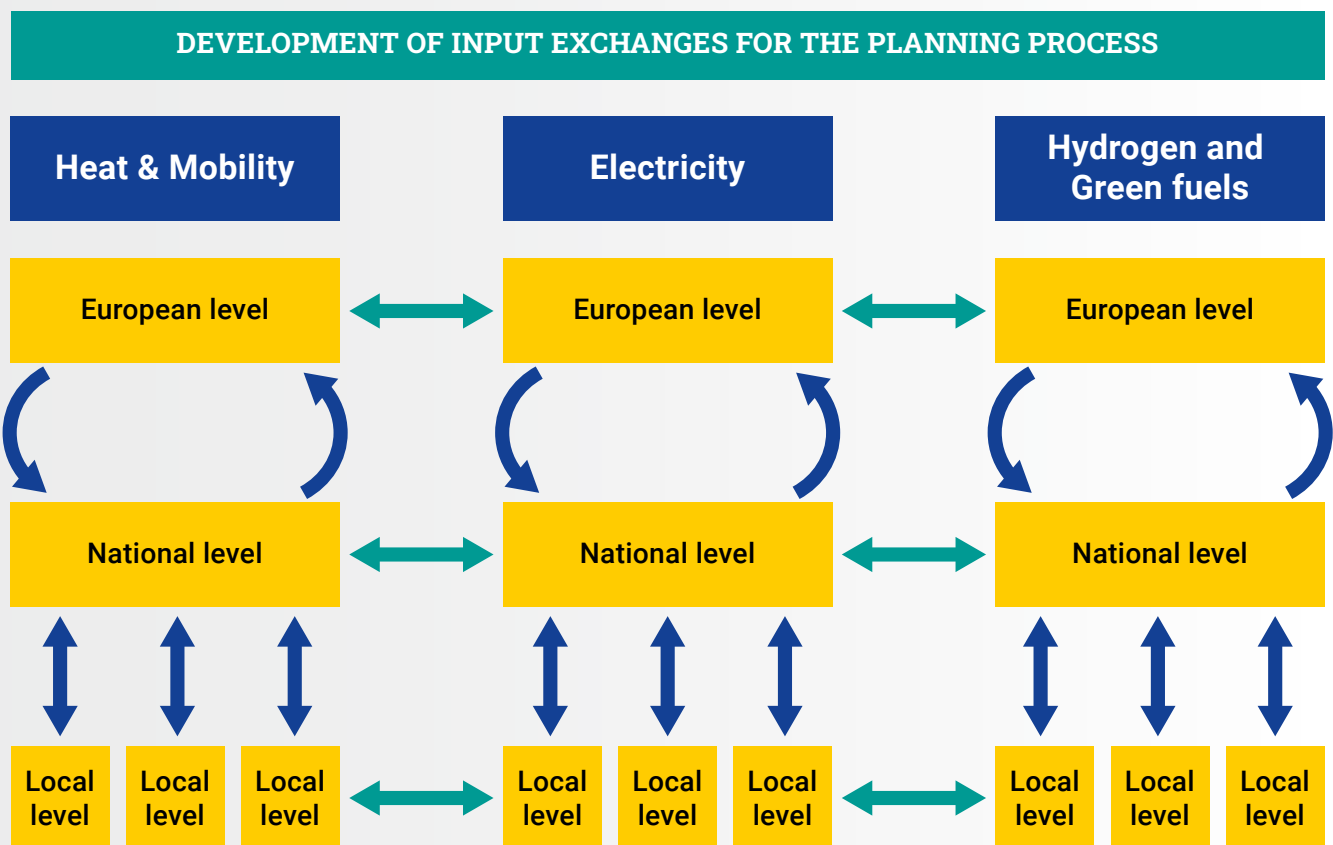 DEVELOPMENT OF INPUT EXCHANGES FOR THE PLANNING PROCESS
Heat & Mobility
Electricity
Hydrogen and
Green fuels
European level
European level
European level
National level
National level
National level
Local
level
Local
level
Local
level
Local
level
Local
level
Local
level
Local
level
Local
level
Local
level